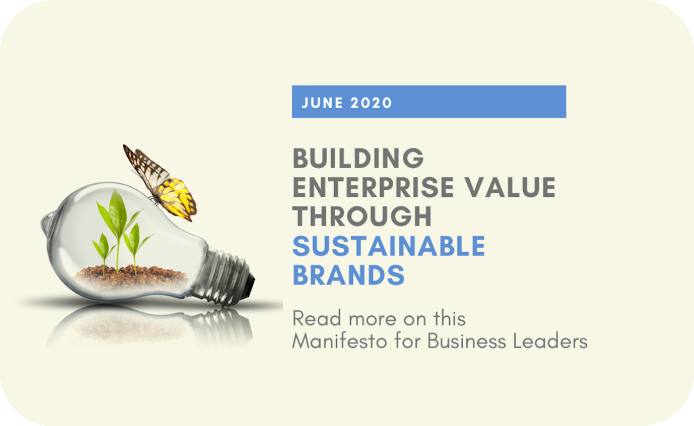 JUNE 2020
BUILDING
ENTERPRISE VALUE
THROUGH
SUSTAINABLE
BRANDS
Read more on this
Manifesto for Business Leaders